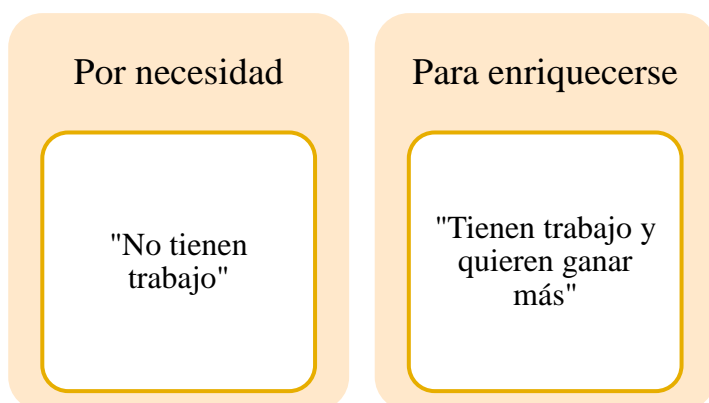 Por necesidad
"No tienen
trabajo"
Para enriquecerse
"Tienen trabajo y
quieren ganar
más"